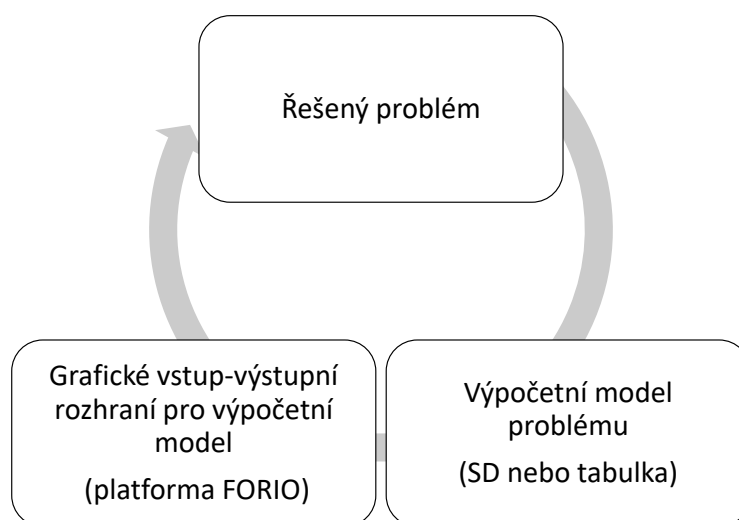 Řešený problém
Grafické vstup-výstupní
rozhraní pro výpočetní
model
(platforma FORIO)
Výpočetní model
problému
(SD nebo tabulka)